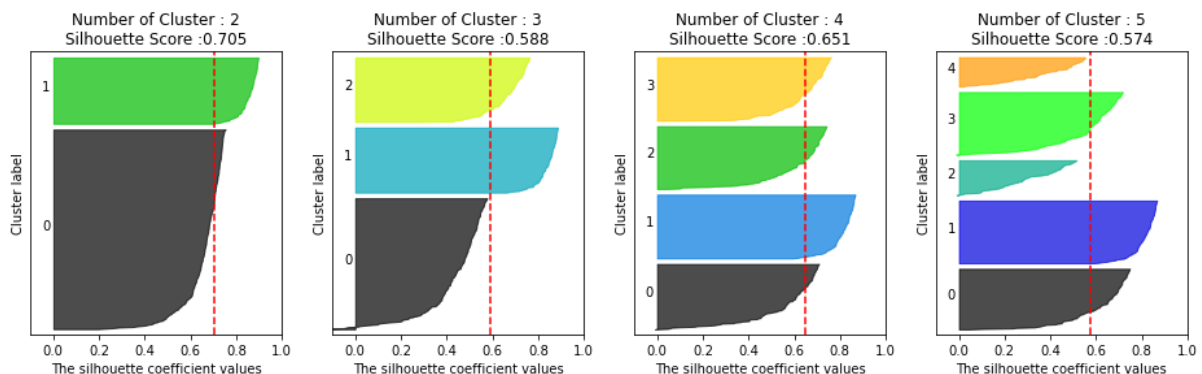 Number of Cluster : 2
Silhouette Score :0.705
1
0
Cluster label
0.0 0.2 0.4 0.6 0.8 1.0
The silhouette coefficient values
Number of Cluster : 3
Silhouette Score :0.588
2
1
0
Cluster label
0.0 0.2 0.4 0.6 0.8 1.0
The silhouette coefficient values
Number of Cluster : 4
Silhouette Score :0.651
3
2
1
0
Cluster label
0.0 0.2 0.4 0.6 0.8 1.0
The silhouette coefficient values
Number of Cluster : 5
Silhouette Score :0.574
4
3
2
1
0
Cluster label
0.0 0.2 0.4 0.6 0.8 1.0
The silhouette coefficient values